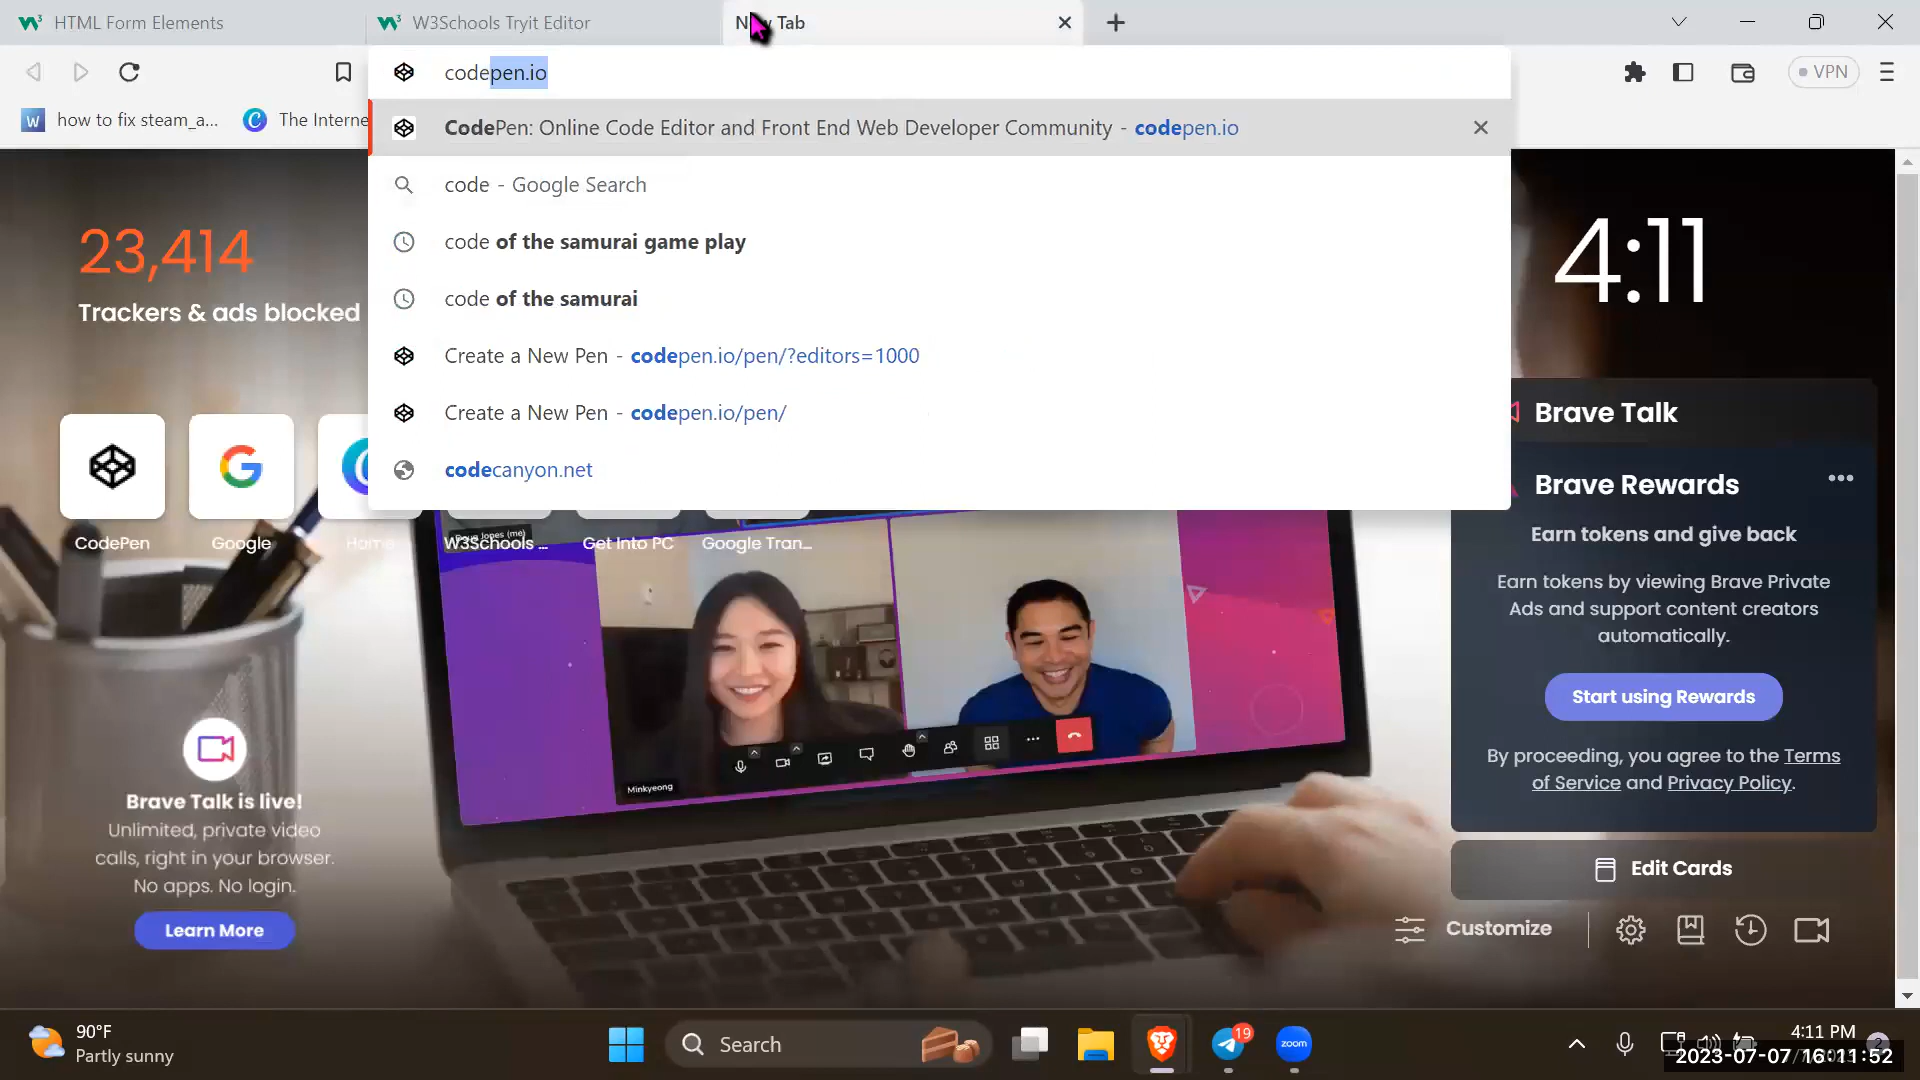 HTML Form Elements
W3Schools Tryit Editor
codepen.io
VPN
how to fix steam_a...
The Interne
CodePen: Online Code Editor and Front End Web Developer Community - codepen.io
code - Google Search
code of the samurai game play
code of the samurai
Create a New Pen - codepen.io/pen/?editors=1000
Create a New Pen - codepen.io/pen/
codecanyon.net
23,414
Trackers & ads blocked
4:11
CodePen
Google
Home
W3Schools ...
Get Into PC
Google Tran...
Minkyeong
Brave Talk is live!
Unlimited, private video
calls, right in your browser.
No apps. No login.
Learn More
Brave Talk
Brave Rewards
Earn tokens and give back
Earn tokens by viewing Brave Private
Ads and support content creators
automatically.
Start using Rewards
By proceeding, you agree to the Terms
of Service and Privacy Policy.
Edit Cards
Customize
90°F
Partly sunny
Search
19
zoom
4:11 PM
2023-07-07 16:11:52